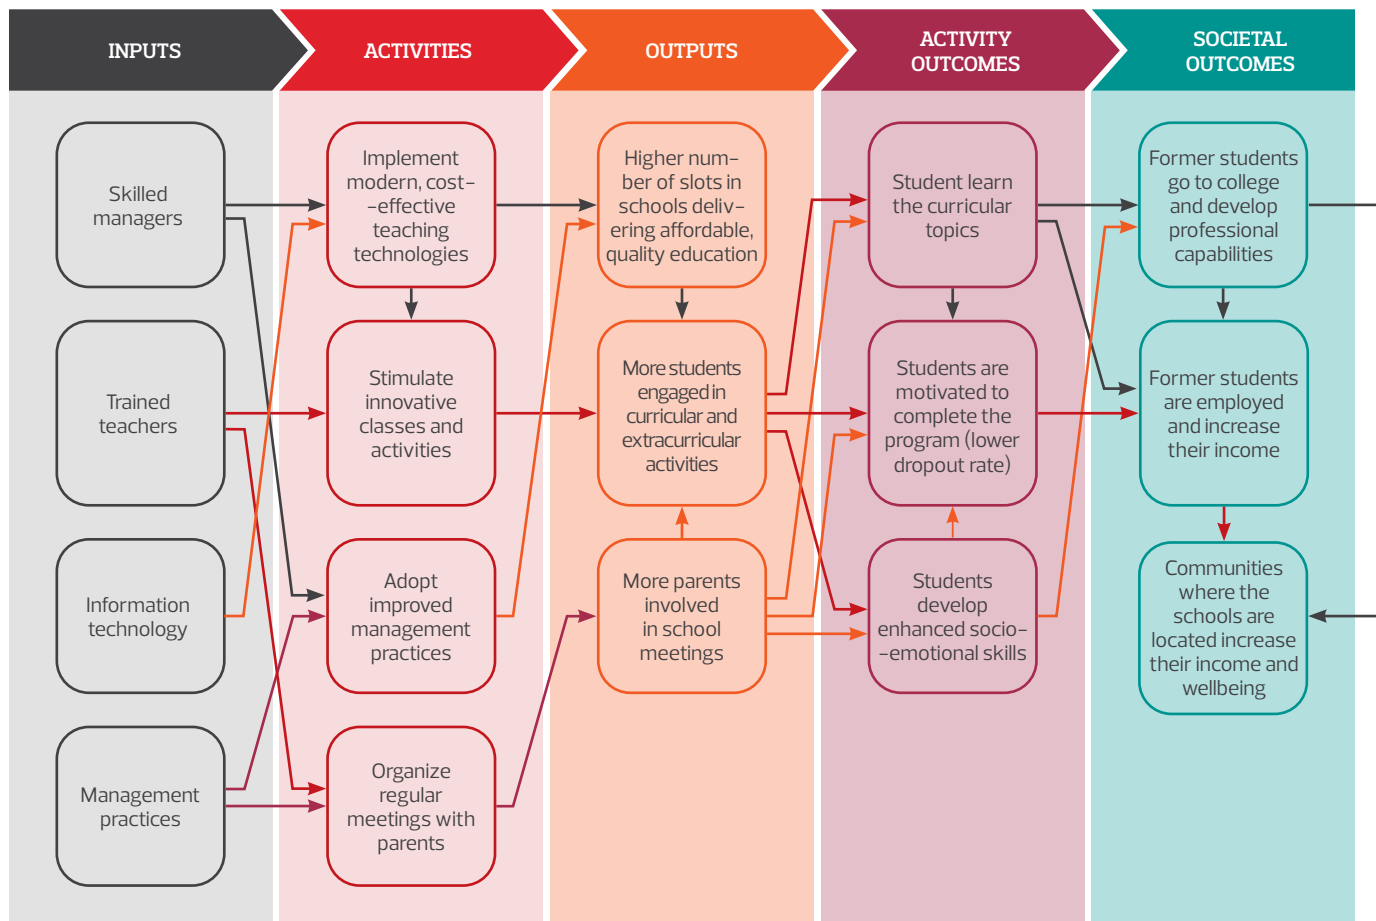 INPUTS
ACTIVITIES
OUTPUTS
ACTIVITY
OUTCOMES
SOCIETAL
OUTCOMES
Skilled
managers
Trained
teachers
Information
technology
Management
practices
Implement
modern, cost-
-effective
teaching
technologies
Stimulate
innovative
classes and
activities
Adopt
improved
management
practices
Organize
regular
meetings with
parents
Higher num-
ber of slots in
schools deliv-
ering affordable,
quality education
More students
engaged in
curricular and
extracurricular
activities
More parents
involved
in school
meetings
Student learn
the curricular
topics
Students are
motivated to
complete the
program (lower
dropout rate)
Students
develop
enhanced socio-
-emotional skills
Former students
go to college
and develop
professional
capabilities
Former students
are employed
and increase
their income
Communities
where the
schools are
located increase
their income and
wellbeing